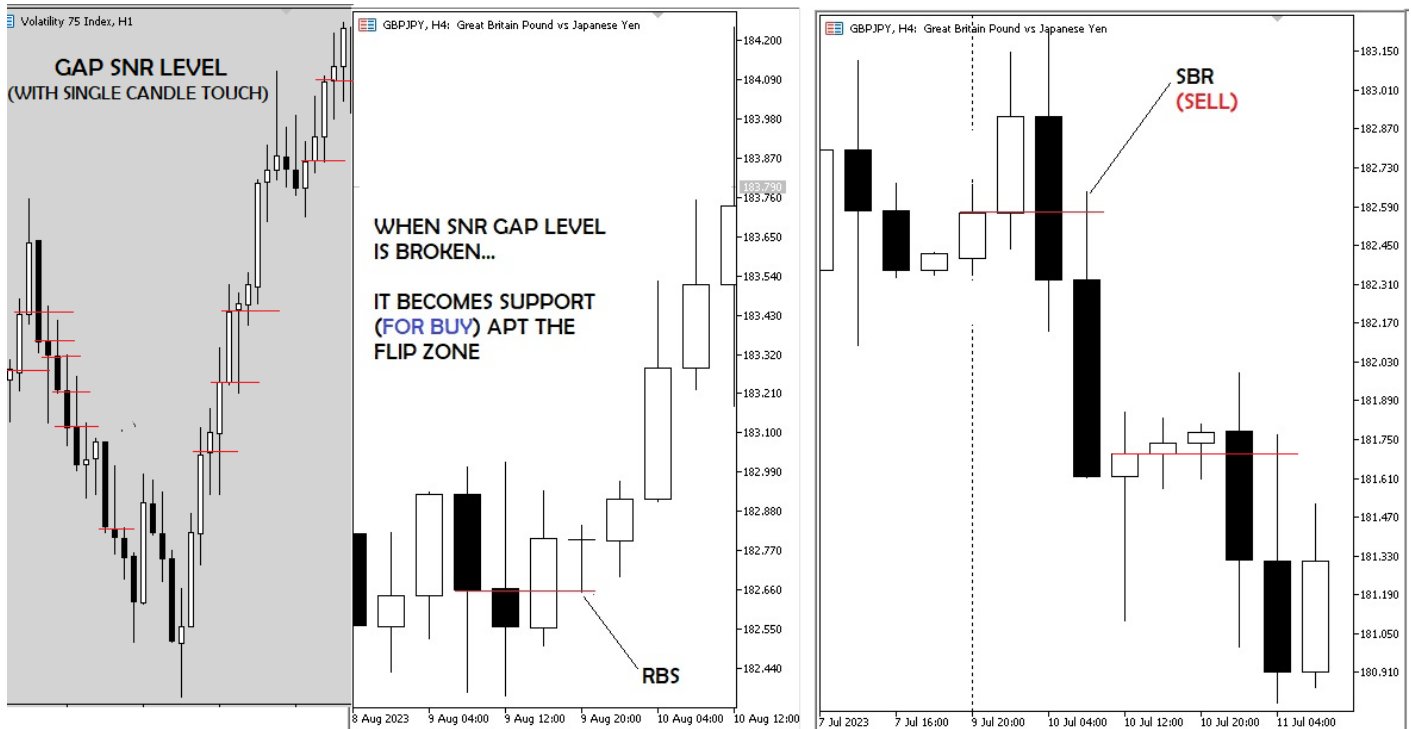 Volatility 75 Index, H1
GAP SNR LEVEL
(WITH SINGLE CANDLE TOUCH)
GBPJPY, H4: Great Britain Pound vs Japanese Yen
WHEN SNR GAP LEVEL
IS BROKEN...
IT BECOMES SUPPORT
(FOR BUY) APT THE
FLIP ZONE
RBS
184.200
184.090
183.980
183.870
183.790
183.760
183.650
183.540
183.430
183.320
183.210
183.100
182.990
182.880
182.770
182.660
182.550
182.440
8 Aug 2023
9 Aug 04:00
9 Aug 12:00
9 Aug 20:00
10 Aug 04:00
10 Aug 12:00
GBPJPY, H4: Great Britain Pound vs Japanese Yen
SBR
(SELL)
183.150
183.010
182.870
182.730
182.590
182.450
182.310
182.170
182.030
181.890
181.750
181.610
181.470
181.330
181.190
181.050
180.910
7 Jul 2023
7 Jul 16:00
9 Jul 20:00
10 Jul 04:00
10 Jul 12:00
10 Jul 20:00
11 Jul 04:00